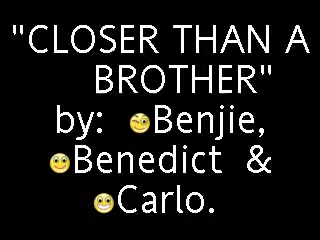 "CLOSER THAN A
BROTHER"
by: 😉Benjie,
🙂Benedict &
😁Carlo.